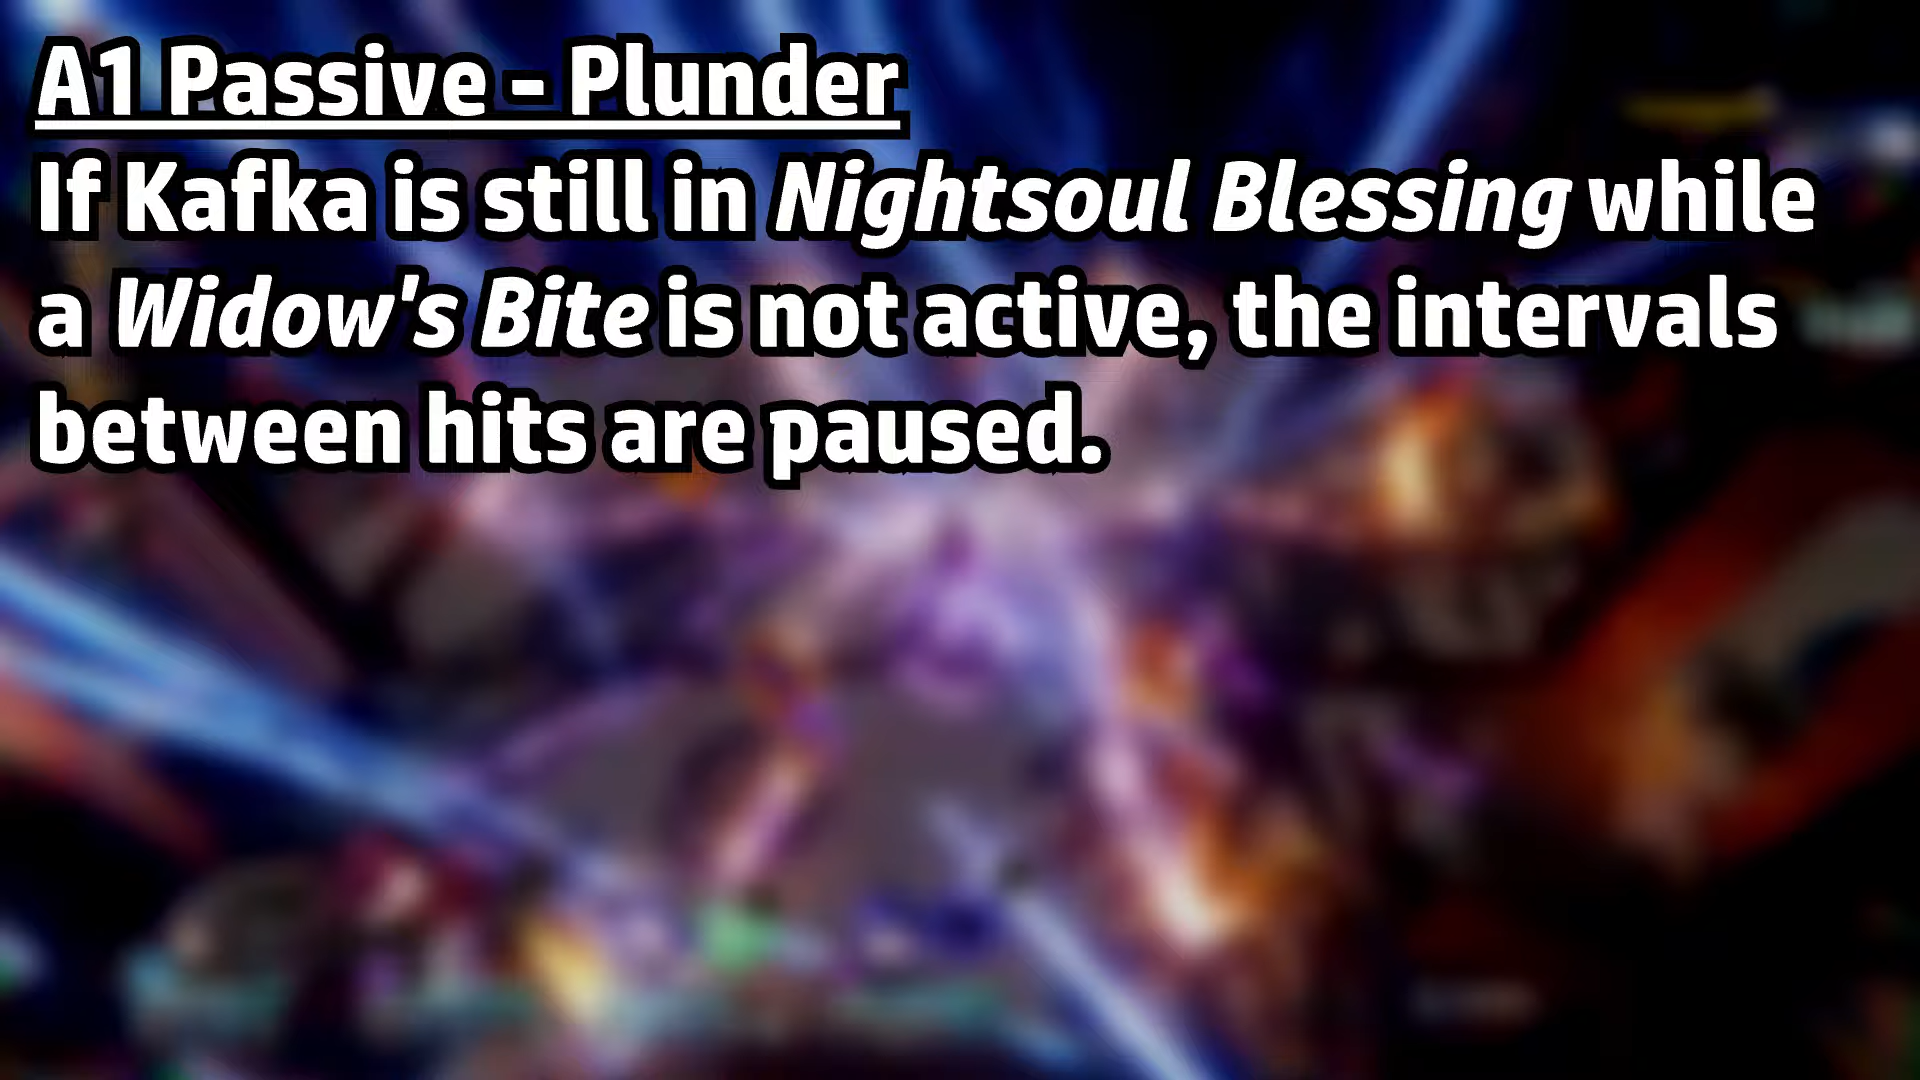 A1 Passive - Plunder
If Kafka is still in Nightsoul Blessing while
a Widow's Bite is not active, the intervals
between hits are paused.